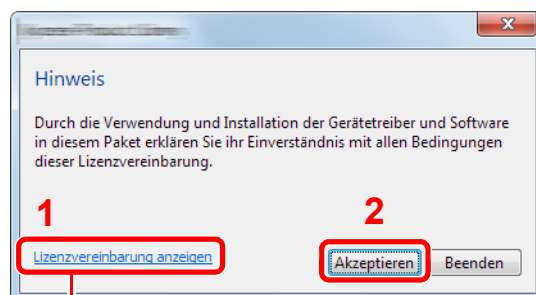 Hinweis
Durch die Verwendung und Installation der Gerätetreiber und Software
in diesem Paket erklären Sie ihr Einverständnis mit allen Bedingungen
dieser Lizenzvereinbarung.
1
2
Lizenzvereinbarung anzeigen
Akzeptieren
Beenden